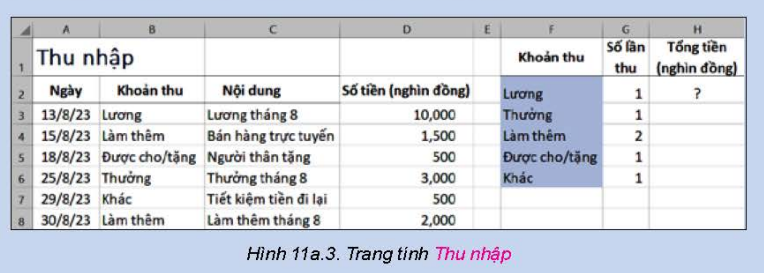 A B C D E F G H
1 Thu nhập Khoản thu Số lần thu Tổng tiền (nghìn đồng)
2 Ngày Khoản thu Nội dung Số tiền (nghìn đồng) Lương 1 ?
3 13/8/23 Lương Lương tháng 8 10,000 Thưởng 1
4 15/8/23 Làm thêm Bán hàng trực tuyến 1,500 Làm thêm 2
5 18/8/23 Được cho/tặng Người thân tặng 500 Được cho/tặng 1
6 25/8/23 Thưởng Thưởng tháng 8 3,000 Khác 1
7 29/8/23 Khác Tiết kiệm tiền đi lại 500
8 30/8/23 Làm thêm Làm thêm tháng 8 2,000
Hình 11a.3. Trang tính Thu nhập